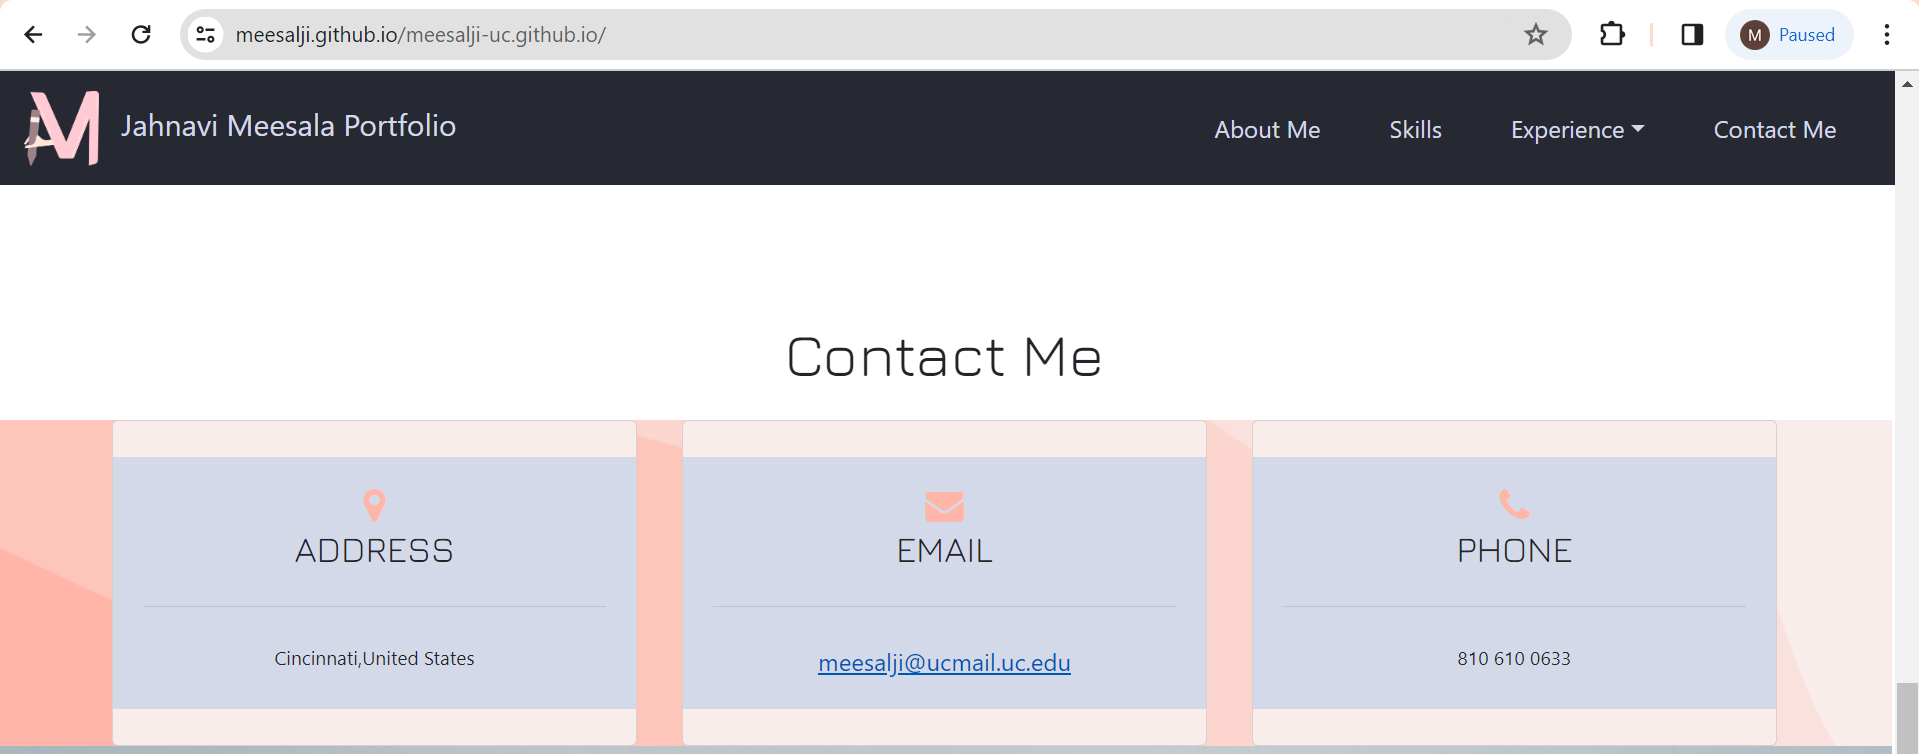 meesalji.github.io/meesalji-uc.github.io/
M Paused
M Jahnavi Meesala Portfolio About Me Skills Experience Contact Me
Contact Me
ADDRESS EMAIL PHONE
Cincinnati,United States meesalji@ucmail.uc.edu 810 610 0633